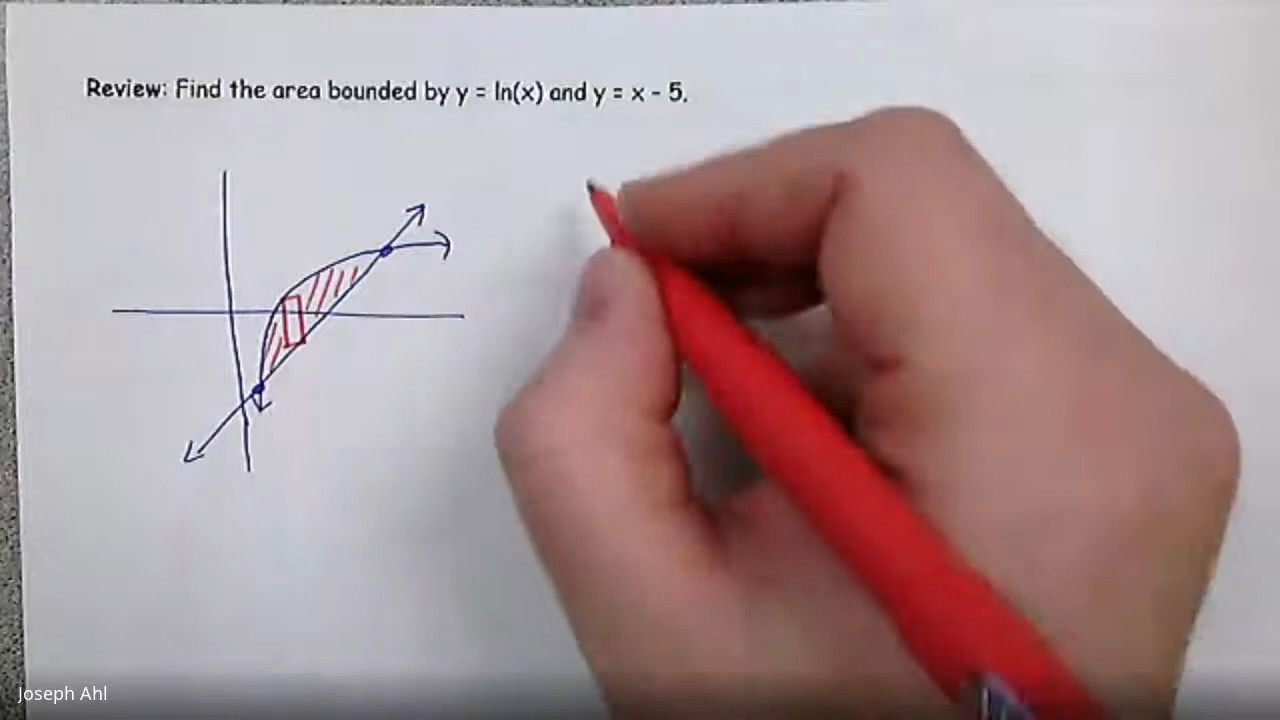 Review: Find the area bounded by y = ln(x) and y = x - 5.
Joseph Ahl